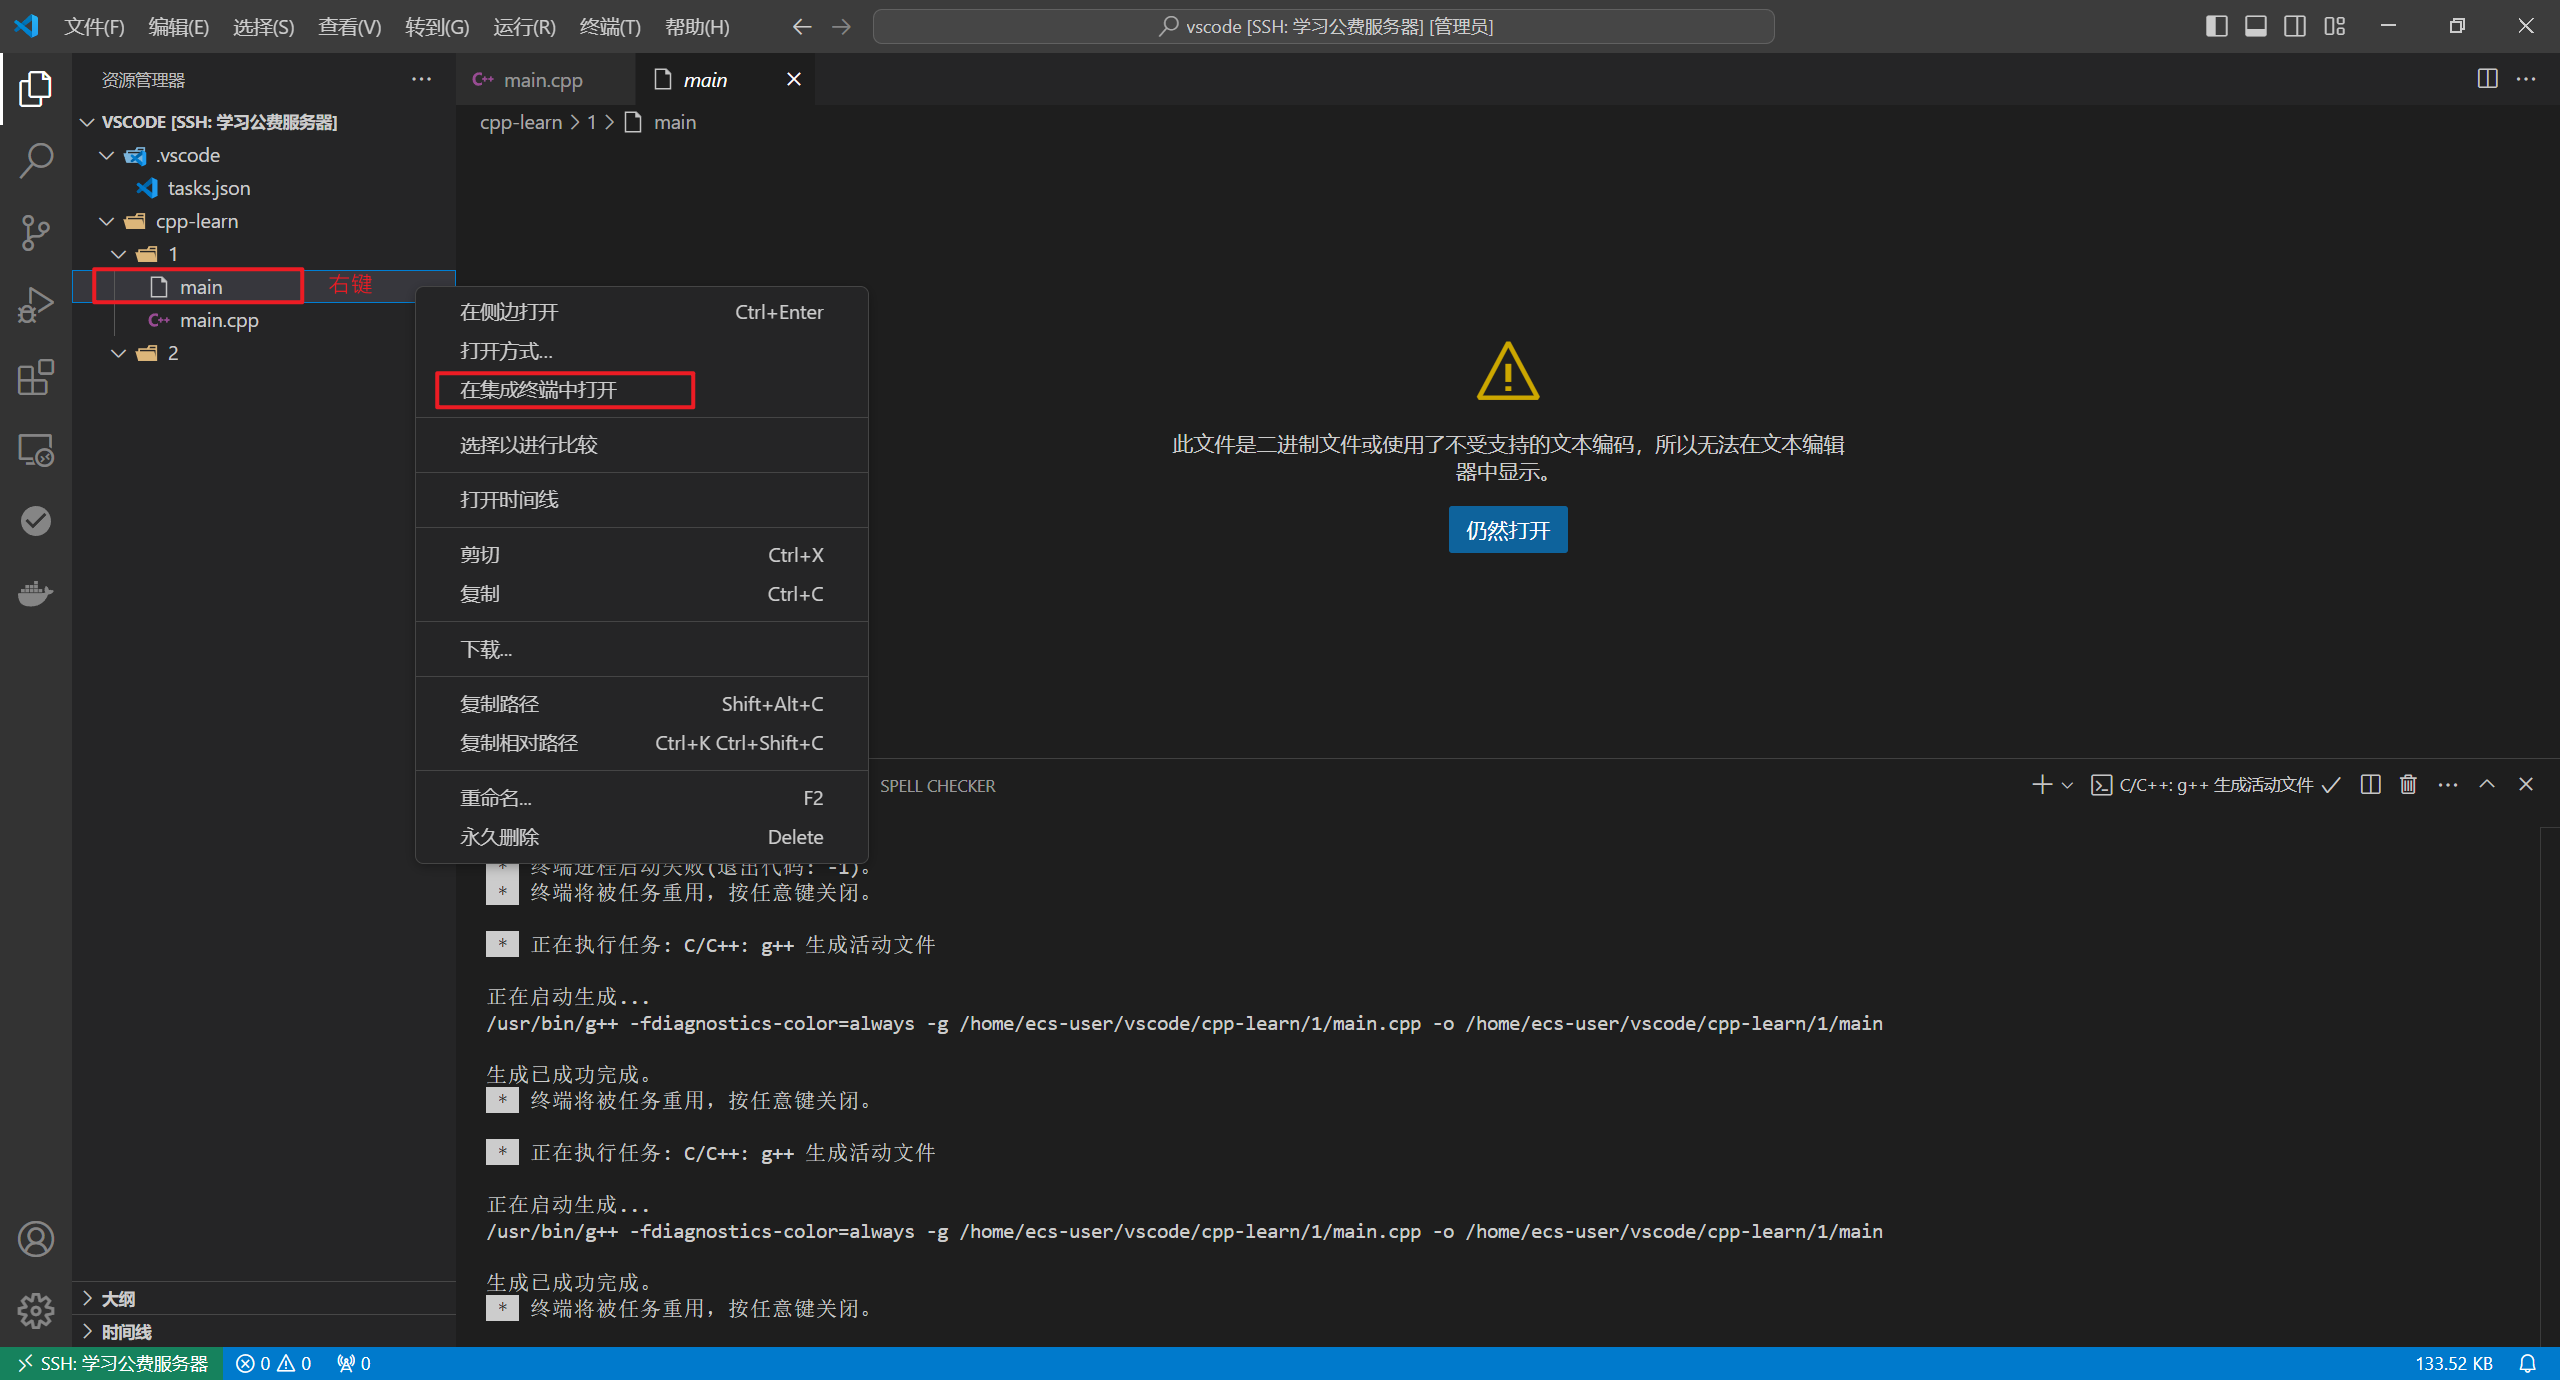 文件(F) 编辑(E) 选择(S) 查看(V) 转到(G) 运行(R) 终端(T) 帮助(H)
vscode [SSH: 学习公费服务器] [管理员]
资源管理器
VSCODE [SSH: 学习公费服务器]
.vscode
tasks.json
cpp-learn
1
main
右键
main.cpp
2
大纲
时间线
main.cpp
main
cpp-learn > 1 > main
在侧边打开 Ctrl+Enter
打开方式...
在集成终端中打开
选择以进行比较
打开时间线
剪切 Ctrl+X
复制 Ctrl+C
下载...
复制路径 Shift+Alt+C
复制相对路径 Ctrl+K Ctrl+Shift+C
重命名... F2
永久删除 Delete
此文件是二进制文件或使用了不受支持的文本编码，所以无法在文本编辑
器中显示。
仍然打开
SPELL CHECKER
C/C++: g++ 生成活动文件
* 终端进程启动失败(退出代码: -1)。
* 终端将被任务重用，按任意键关闭。
* 正在执行任务: C/C++: g++ 生成活动文件
正在启动生成...
/usr/bin/g++ -fdiagnostics-color=always -g /home/ecs-user/vscode/cpp-learn/1/main.cpp -o /home/ecs-user/vscode/cpp-learn/1/main
生成已成功完成。
* 终端将被任务重用，按任意键关闭。
* 正在执行任务: C/C++: g++ 生成活动文件
正在启动生成...
/usr/bin/g++ -fdiagnostics-color=always -g /home/ecs-user/vscode/cpp-learn/1/main.cpp -o /home/ecs-user/vscode/cpp-learn/1/main
生成已成功完成。
* 终端将被任务重用，按任意键关闭。
SSH: 学习公费服务器 0 0 0
133.52 KB